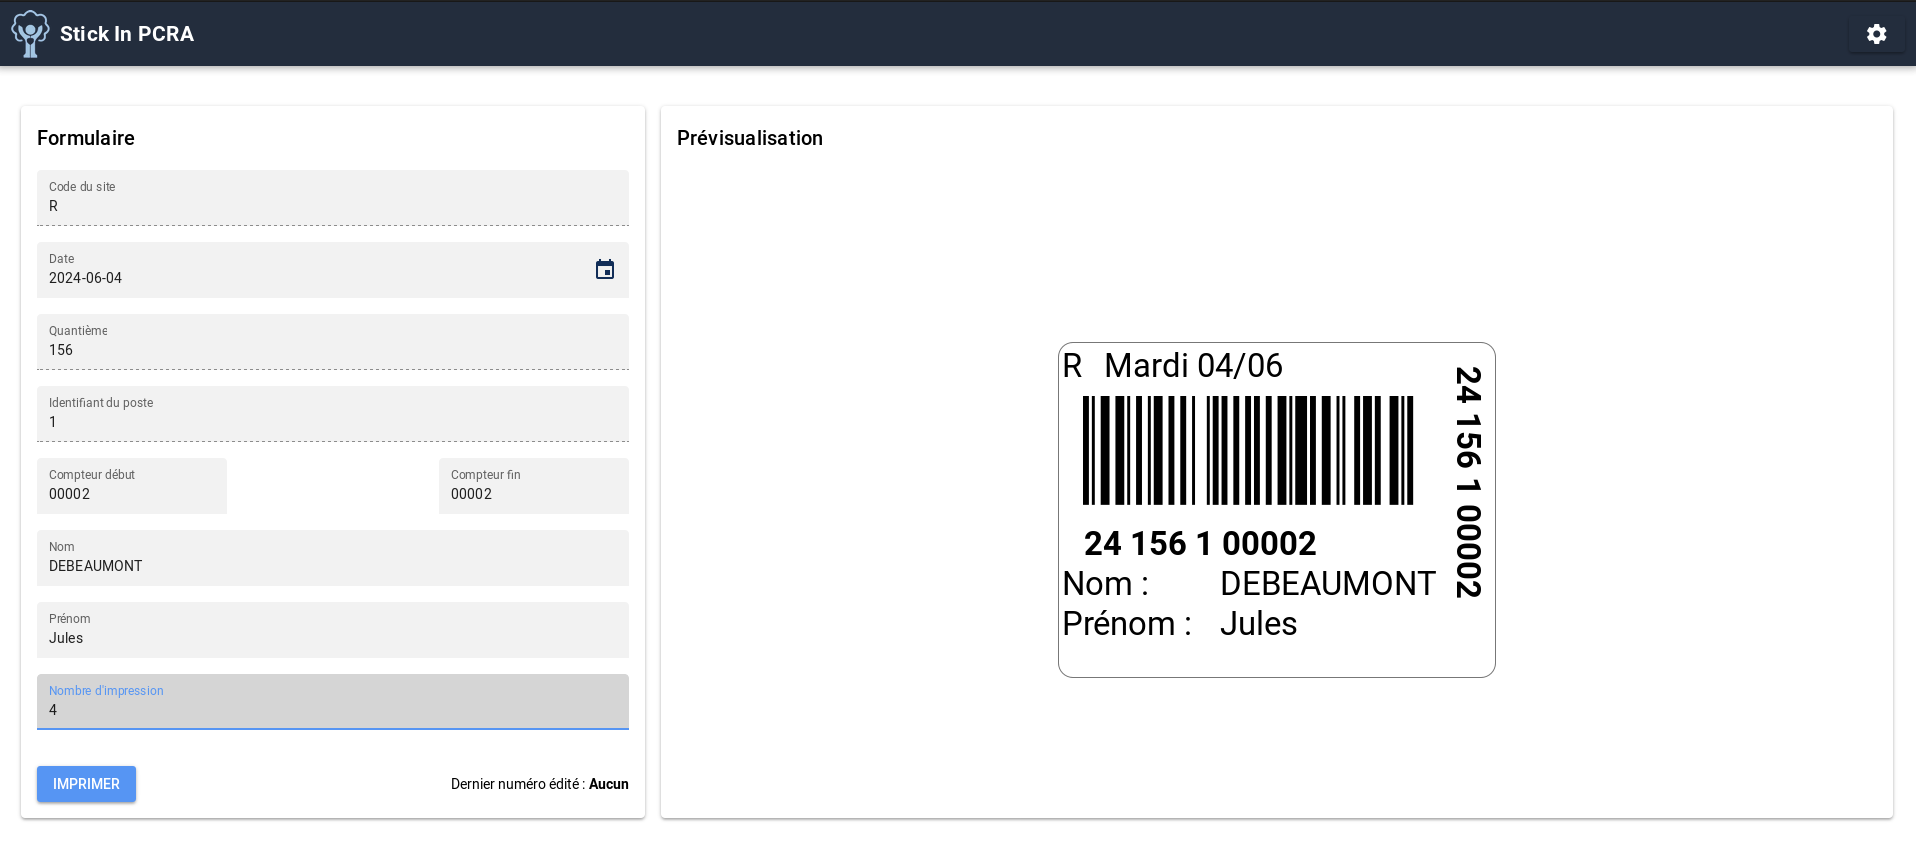 Stick In PCRA
Formulaire
Code du site
R
Date
2024-06-04
Quantième
156
Identifiant du poste
1
Compteur début
00002
Compteur fin
00002
Nom
DEBEAUMONT
Prénom
Jules
Nombre d'impression
4
IMPRIMER
Dernier numéro édité : Aucun
Prévisualisation
R Mardi 04/06
24 156 1 00002
Nom : DEBEAUMONT
Prénom : Jules
24 156 1 00002